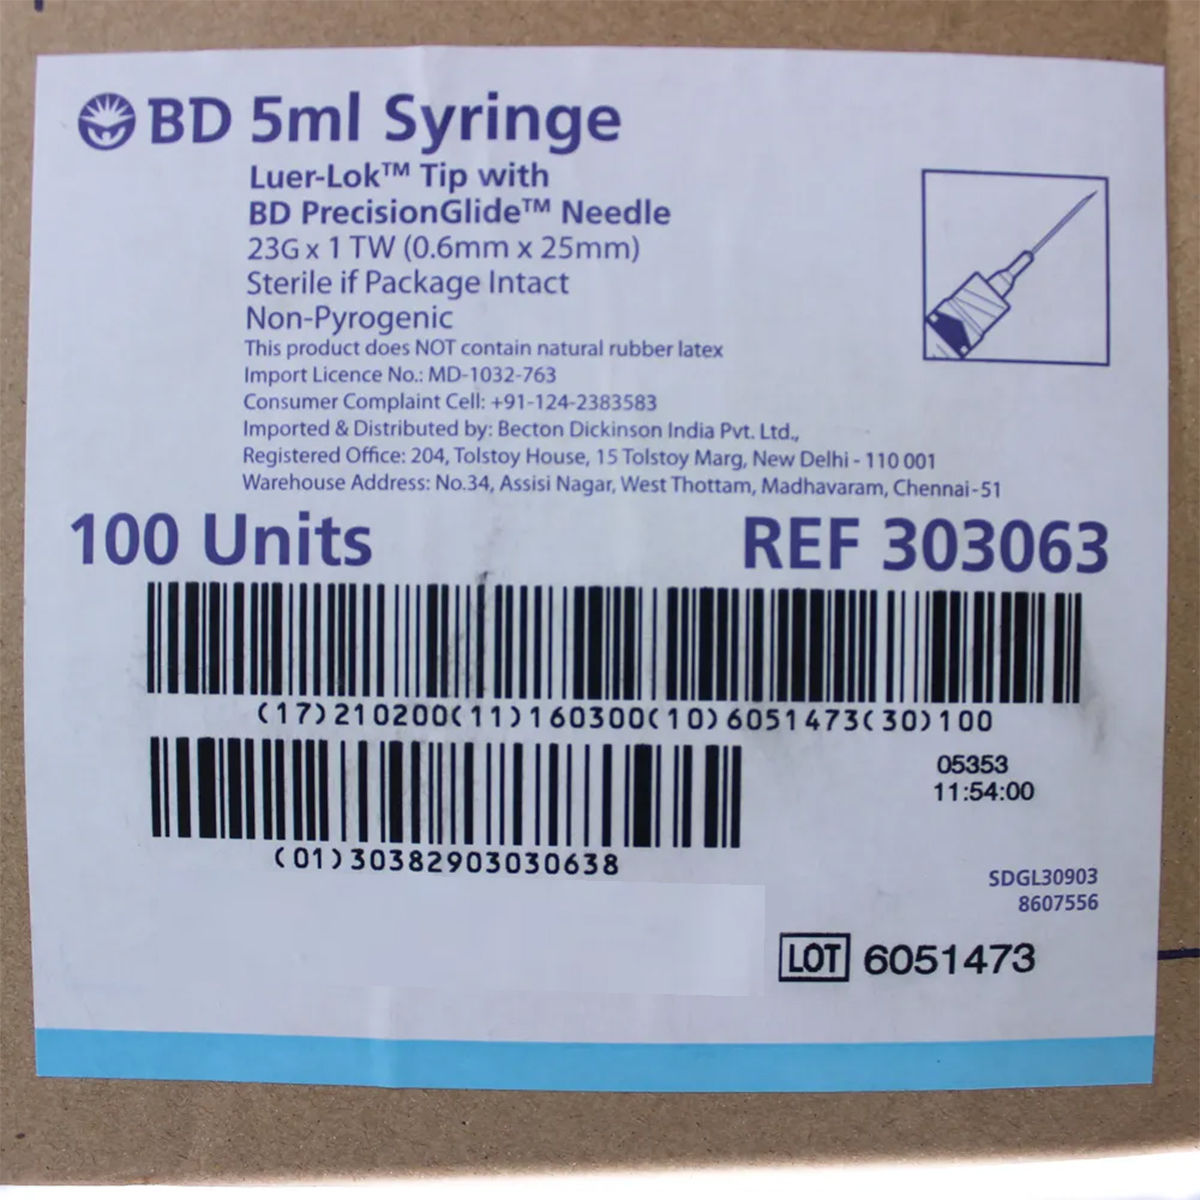 BD 5ml Syringe
Luer-Lok™ Tip with
BD PrecisionGlide™ Needle
23G x 1 TW (0.6mm x 25mm)
Sterile if Package Intact
Non-Pyrogenic
This product does NOT contain natural rubber latex
Import Licence No.: MD-1032-763
Consumer Complaint Cell: +91-124-2383583
Imported & Distributed by: Becton Dickinson India Pvt. Ltd.,
Registered Office: 204, Tolstoy House, 15 Tolstoy Marg, New Delhi - 110 001
Warehouse Address: No.34, Assisi Nagar, West Thottam, Madhavaram, Chennai-51
100 Units REF 303063
(17)210200(11)160300(10)6051473(30)100
05353
11:54:00
(01)30382903030638
SDGL30903
8607556
LOT 6051473